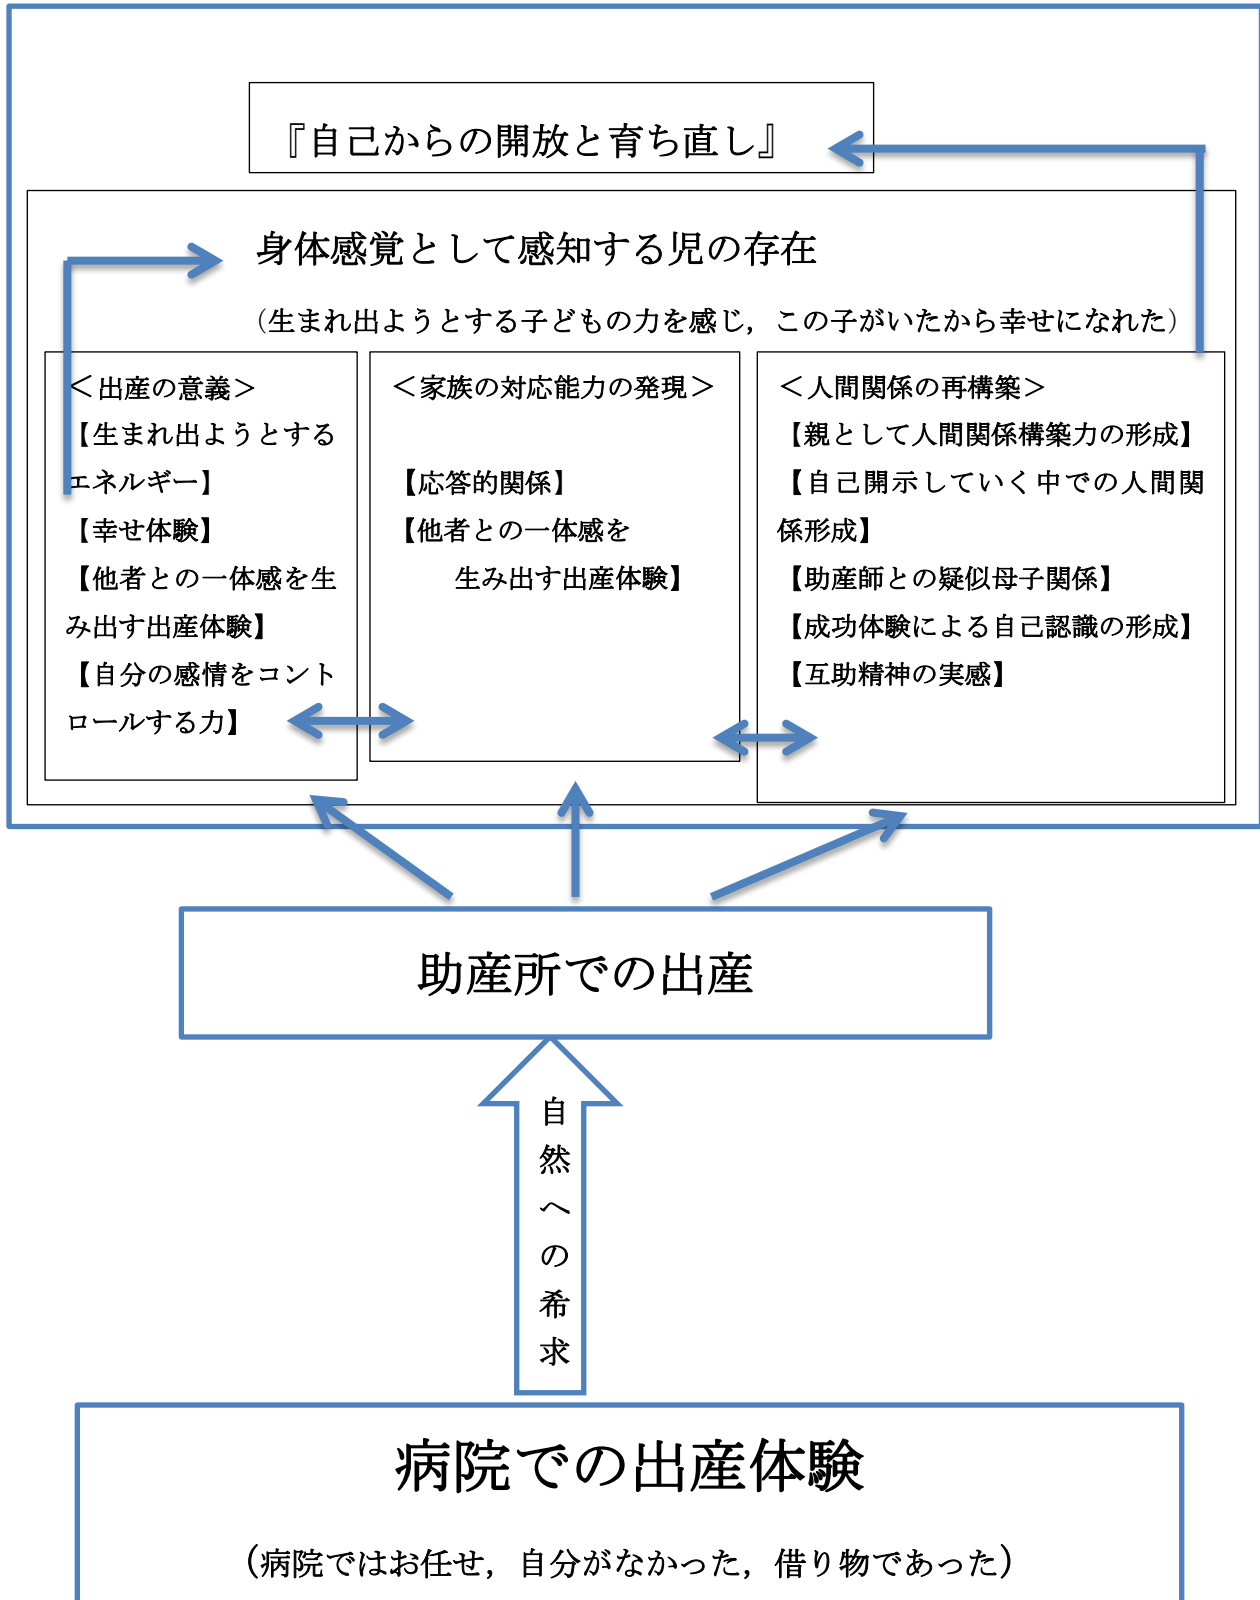 『自己からの開放と育ち直し』
身体感覚として感知する児の存在
（生まれ出ようとする子どもの力を感じ，この子がいたから幸せになれた）
＜出産の意義＞
【生まれ出ようとする
エネルギー】
【幸せ体験】
【他者との一体感を生
み出す出産体験】
【自分の感情をコント
ロールする力】
＜家族の対応能力の発現＞
【応答的関係】
【他者との一体感を
生み出す出産体験】
＜人間関係の再構築＞
【親として人間関係構築力の形成】
【自己開示していく中での人間関
係形成】
【助産師との疑似母子関係】
【成功体験による自己認識の形成】
【互助精神の実感】
助産所での出産
自然への希求
病院での出産体験
（病院ではお任せ，自分がなかった，借り物であった）